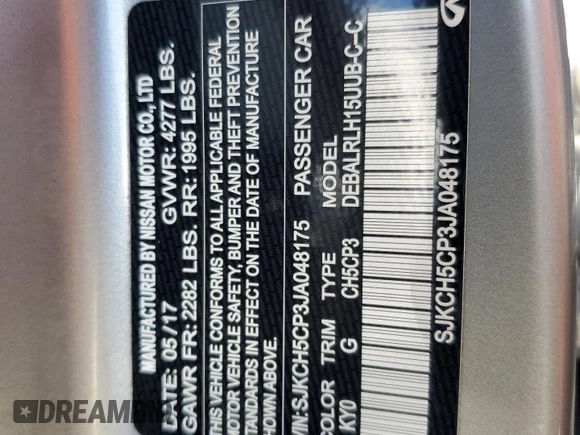 MANUFACTURED BY NISSAN MOTOR CO., LTD
DATE: 05/17 GVWR: 4277 LBS.
GAWR FR: 2282 LBS. RR: 1995 LBS.
THIS VEHICLE CONFORMS TO ALL APPLICABLE FEDERAL
MOTOR VEHICLE SAFETY, BUMPER AND THEFT PREVENTION
STANDARDS IN EFFECT ON THE DATE OF MANUFACTURE
SHOWN ABOVE.
VIN:SJKCH5CP3JA048175 PASSENGER CAR
COLOR TRIM TYPE MODEL
KY0 G CH5CP3 DEBALRLH15UUB-C--C
SJKCH5CP3JA048175